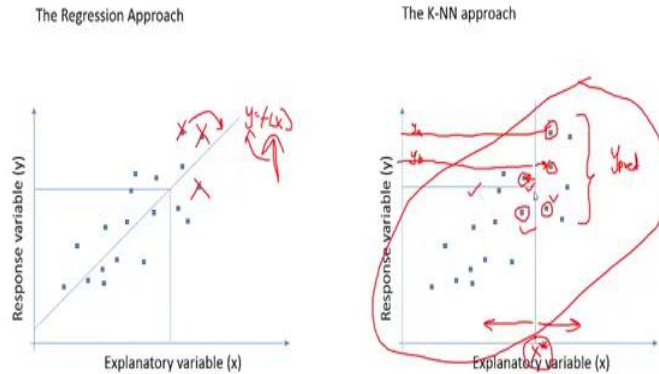 The Regression Approach
The K-NN approach
y=f(x)
Response variable (y)
Explanatory variable (x)
Response variable (y)
ypred
x*
Explanatory variable (x)